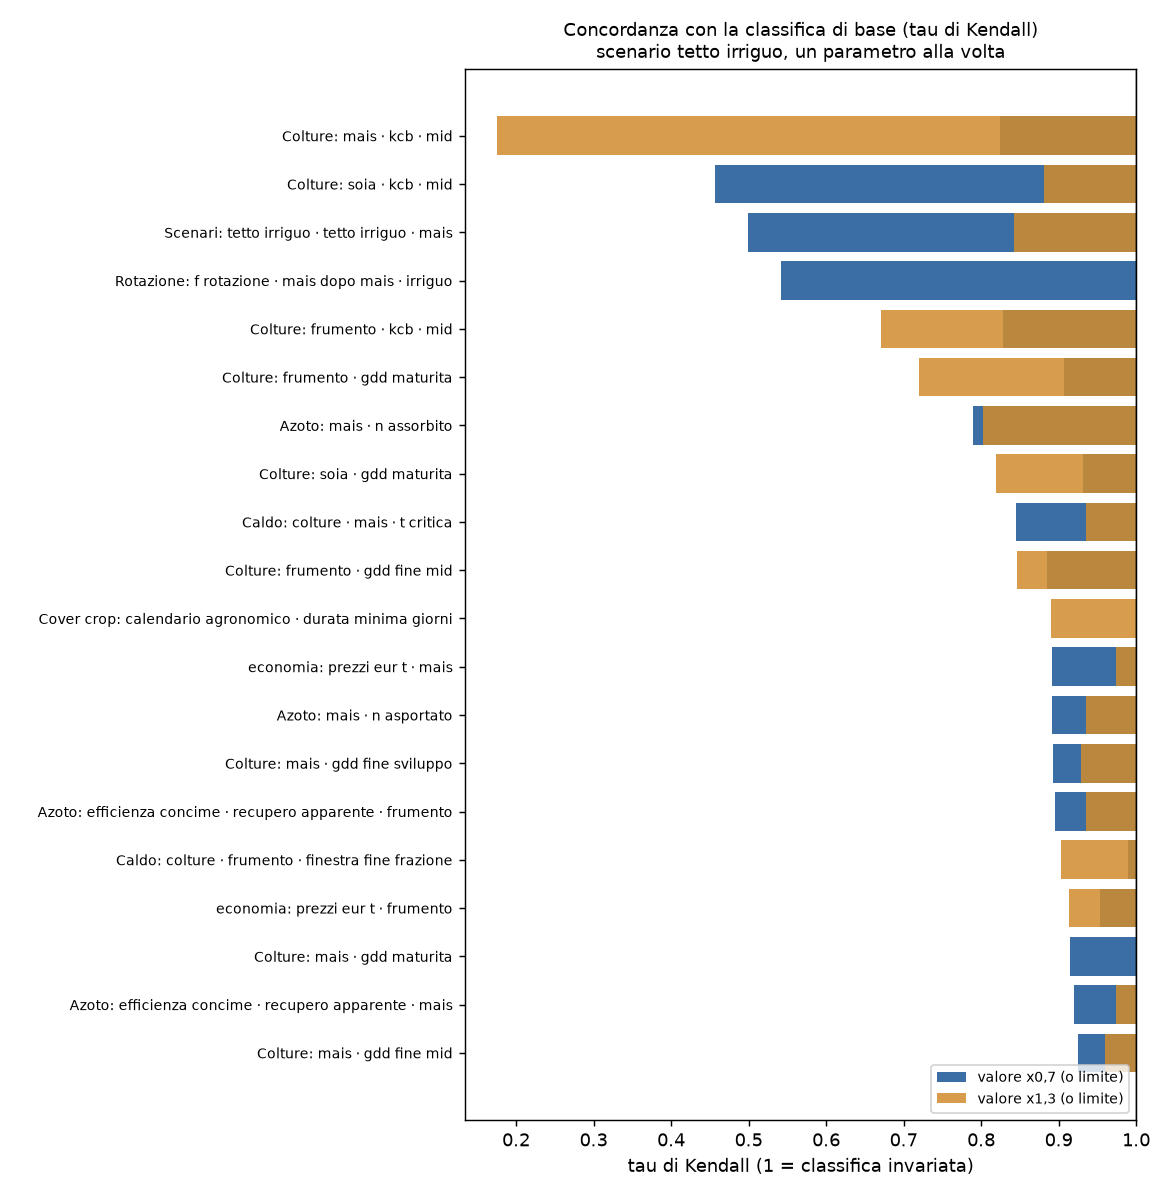 Concordanza con la classifica di base (tau di Kendall)
scenario tetto irriguo, un parametro alla volta
Colture: mais · kcb · mid
Colture: soia · kcb · mid
Scenari: tetto irriguo · tetto irriguo · mais
Rotazione: f rotazione · mais dopo mais · irriguo
Colture: frumento · kcb · mid
Colture: frumento · gdd maturita
Azoto: mais · n assorbito
Colture: soia · gdd maturita
Caldo: colture · mais · t critica
Colture: frumento · gdd fine mid
Cover crop: calendario agronomico · durata minima giorni
economia: prezzi eur t · mais
Azoto: mais · n asportato
Colture: mais · gdd fine sviluppo
Azoto: efficienza concime · recupero apparente · frumento
Caldo: colture · frumento · finestra fine frazione
economia: prezzi eur t · frumento
Colture: mais · gdd maturita
Azoto: efficienza concime · recupero apparente · mais
Colture: mais · gdd fine mid
valore x0,7 (o limite)
valore x1,3 (o limite)
0.2 0.3 0.4 0.5 0.6 0.7 0.8 0.9 1.0
tau di Kendall (1 = classifica invariata)